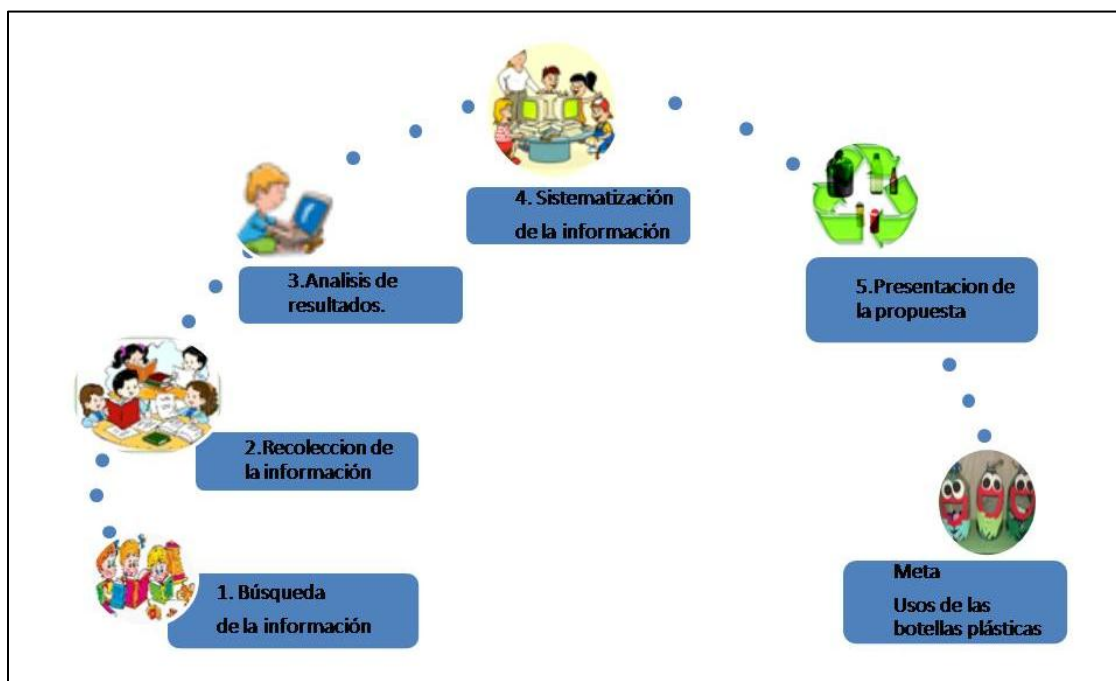 1. Búsqueda
de la información
2.Recoleccion de
la información
3.Analisis de
resultados.
4. Sistematización
de la información
5.Presentacion de
la propuesta
Meta
Usos de las
botellas plásticas